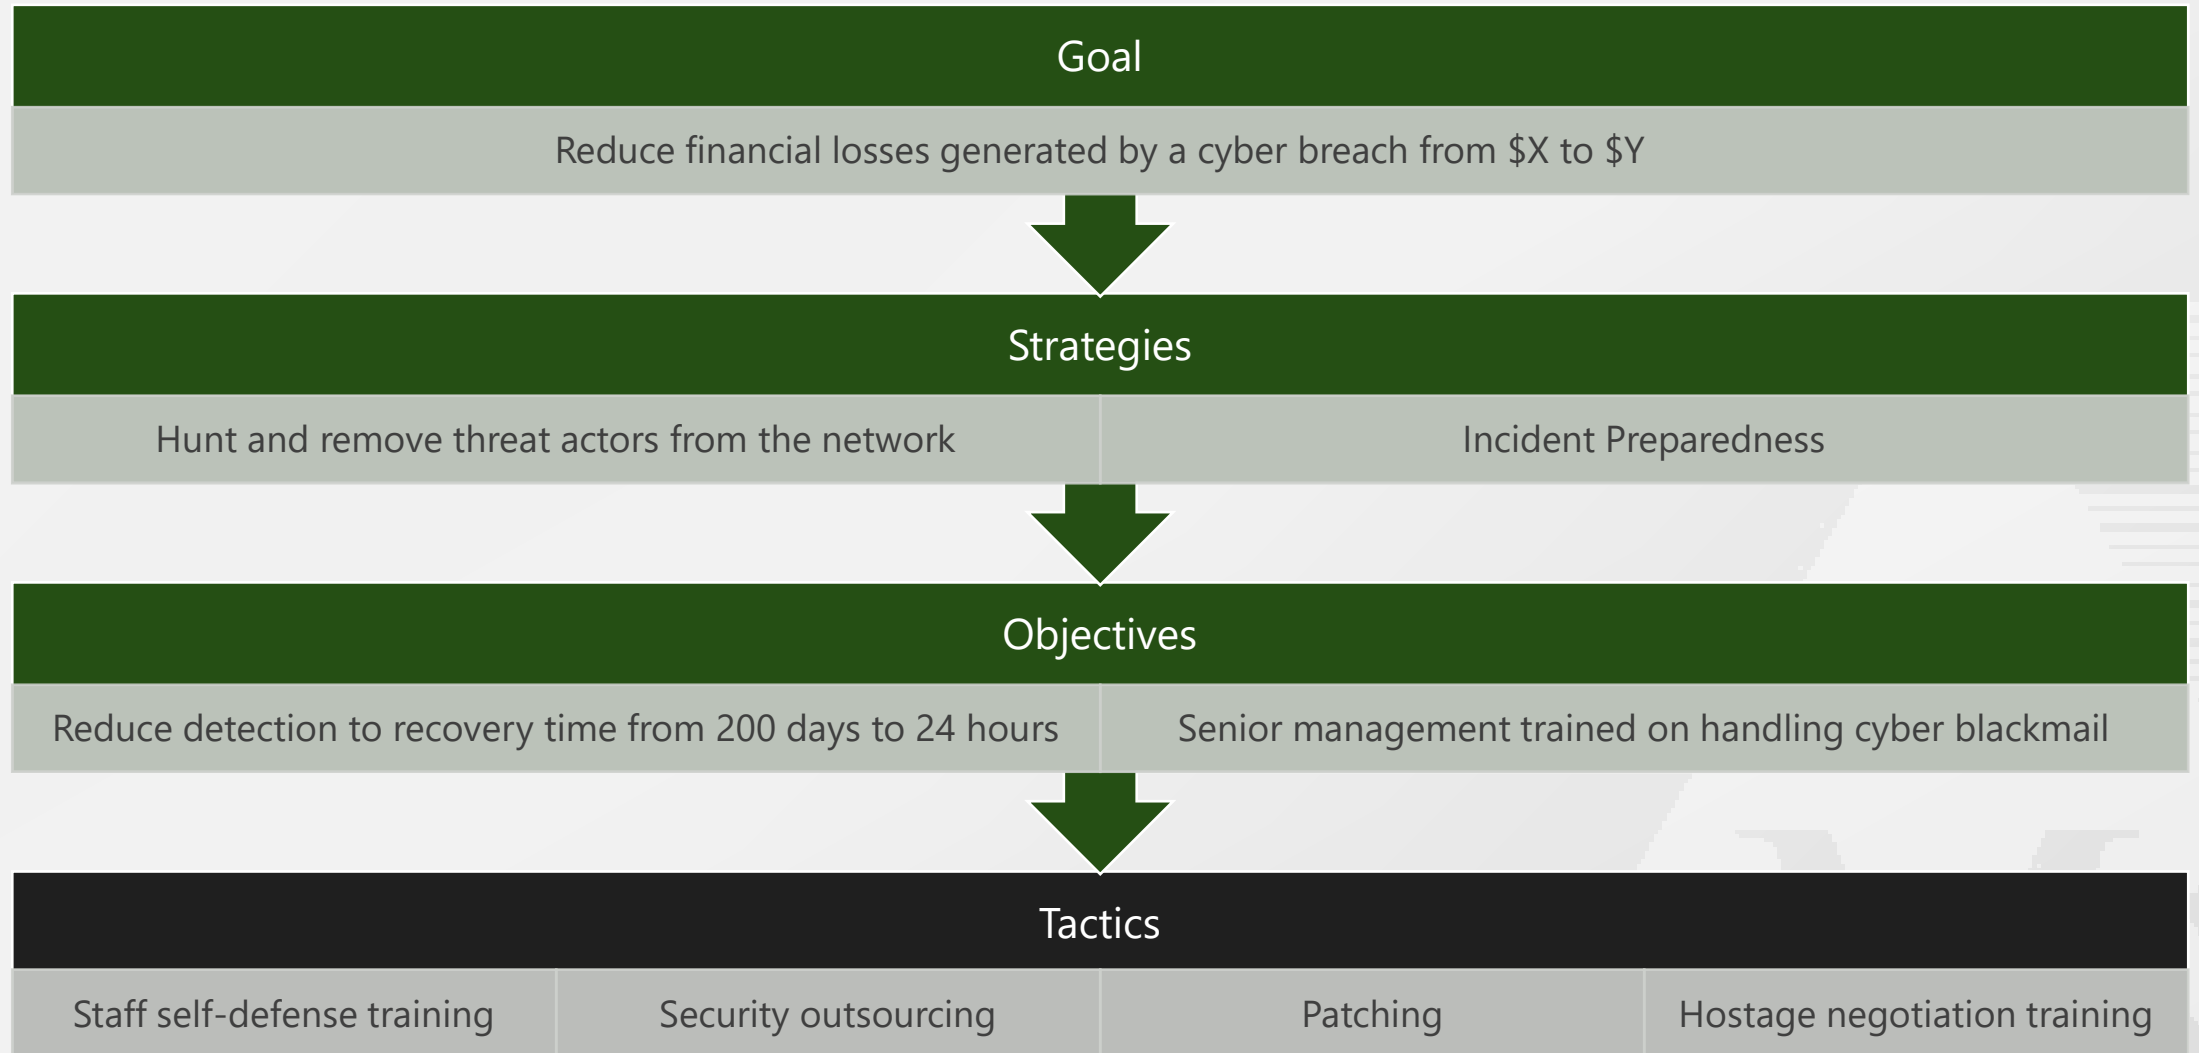 Goal
Reduce financial losses generated by a cyber breach from $X to $Y
Strategies
Hunt and remove threat actors from the network
Incident Preparedness
Objectives
Reduce detection to recovery time from 200 days to 24 hours
Senior management trained on handling cyber blackmail
Tactics
Staff self-defense training
Security outsourcing
Patching
Hostage negotiation training